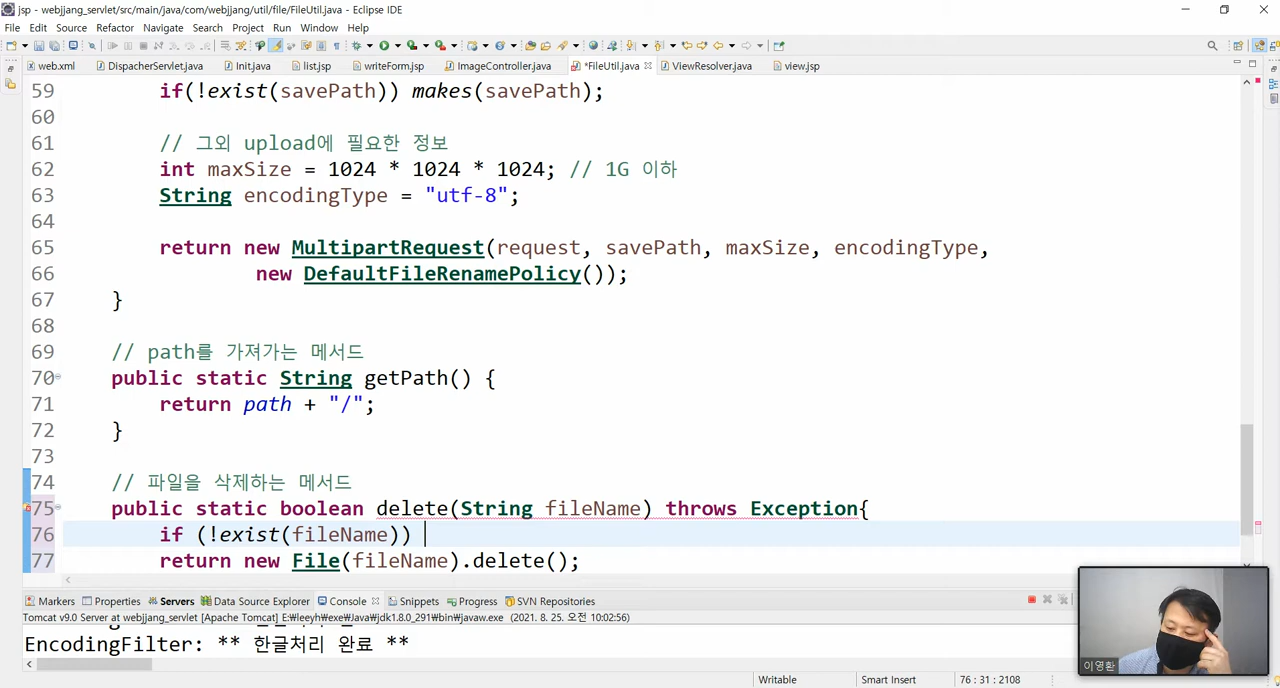 jsp - webjjang_servlet/src/main/java/com/webjjang/util/file/FileUtil.java - Eclipse IDE
File Edit Source Refactor Navigate Search Project Run Window Help
web.xml DispacherServlet.java Init.java list.jsp writeForm.jsp ImageController.java *FileUtil.java ViewResolver.java view.jsp
59 if(!exist(savePath)) makes(savePath);
60
61 // 그외 upload에 필요한 정보
62 int maxSize = 1024 * 1024 * 1024; // 1G 이하
63 String encodingType = "utf-8";
64
65 return new MultipartRequest(request, savePath, maxSize, encodingType,
66 new DefaultFileRenamePolicy());
67 }
68
69 // path를 가져가는 메서드
70 public static String getPath() {
71 return path + "/";
72 }
73
74 // 파일을 삭제하는 메서드
75 public static boolean delete(String fileName) throws Exception{
76 if (!exist(fileName))
77 return new File(fileName).delete();
Markers Properties Servers Data Source Explorer Console Snippets Progress SVN Repositories
Tomcat v9.0 Server at webjjang_servlet [Apache Tomcat] E:₩leeyh₩exe₩Java₩jdk1.8.0_291₩bin₩javaw.exe (2021. 8. 25. 오전 10:02:56)
EncodingFilter: ** 한글처리 완료 **
이영환
Writable Smart Insert 76 : 31 : 2108